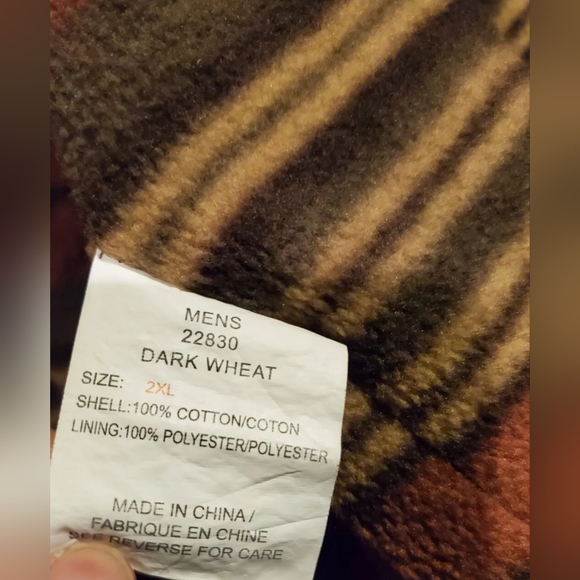 MENS
22830
DARK WHEAT
SIZE: 2XL
SHELL:100% COTTON/COTON
LINING:100% POLYESTER/POLYESTER
MADE IN CHINA/
FABRIQUE EN CHINE
SEE REVERSE FOR CARE